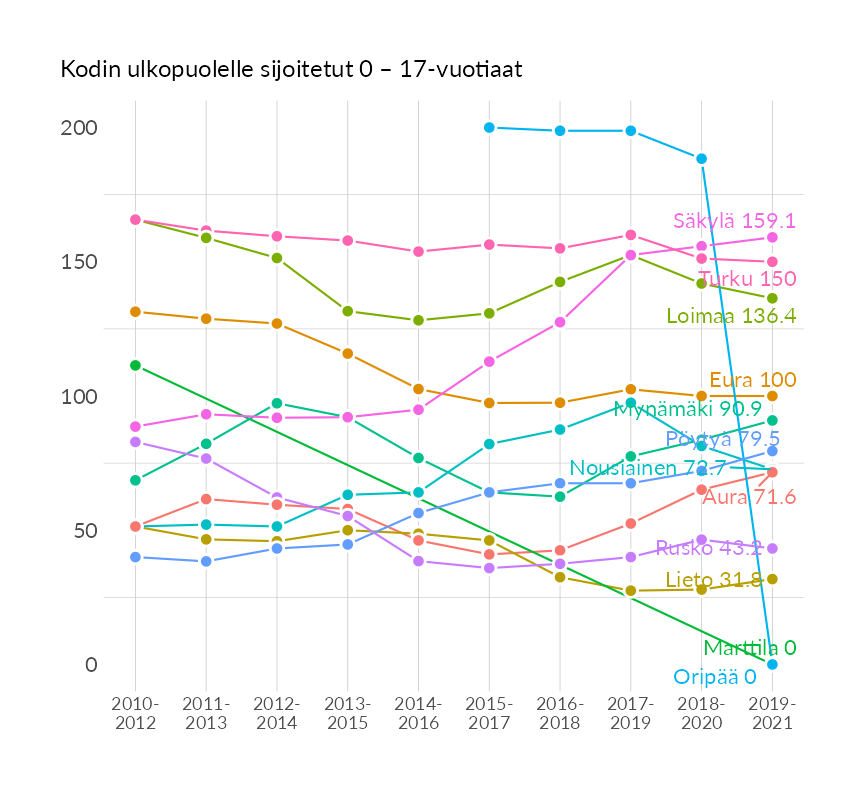 Kodin ulkopuolelle sijoitetut 0 – 17-vuotiaat
200
Säkylä 159.1
150
Turku 150
Loimaa 136.4
Eura 100
100
Mynämäki 90.9
Pöytyä 79.5
Nousiainen 72.7
Aura 71.6
50
Rusko 43.2
Lieto 31.8
Marttila 0
0
Oripää 0
2010-
2012
2011-
2013
2012-
2014
2013-
2015
2014-
2016
2015-
2017
2016-
2018
2017-
2019
2018-
2020
2019-
2021